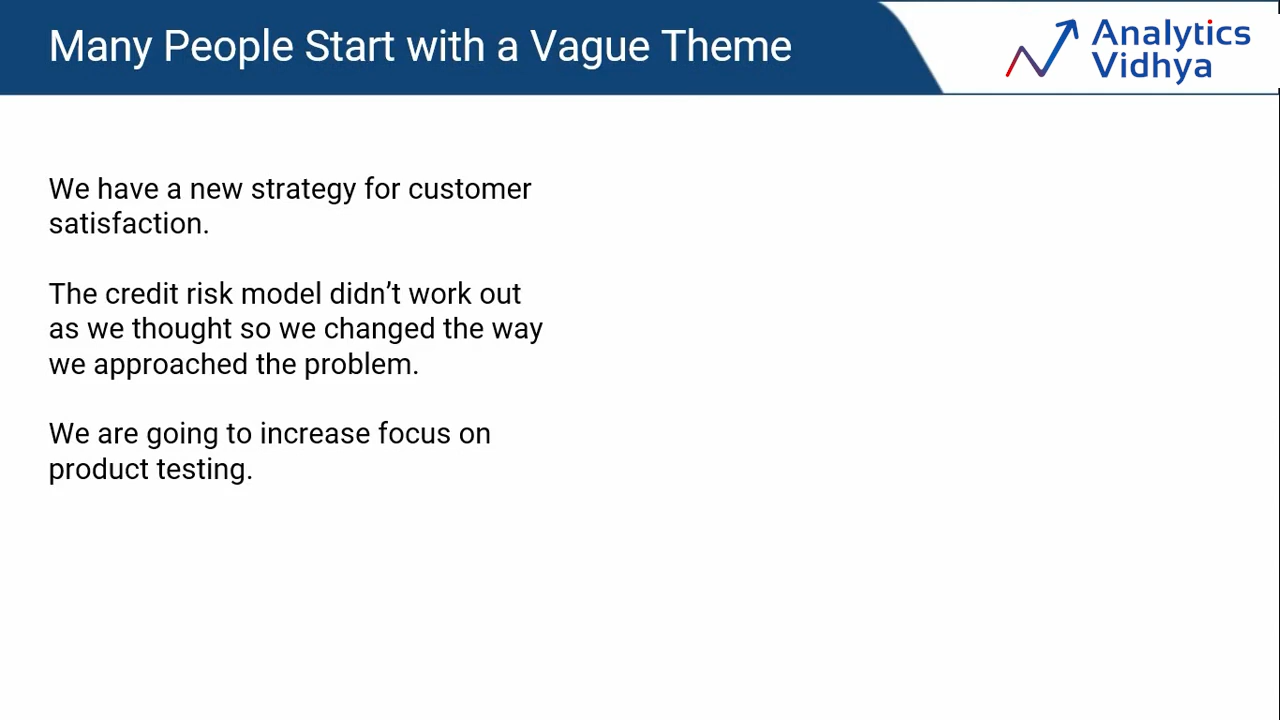 Many People Start with a Vague Theme
Analytics
Vidhya
We have a new strategy for customer
satisfaction.
The credit risk model didn’t work out
as we thought so we changed the way
we approached the problem.
We are going to increase focus on
product testing.